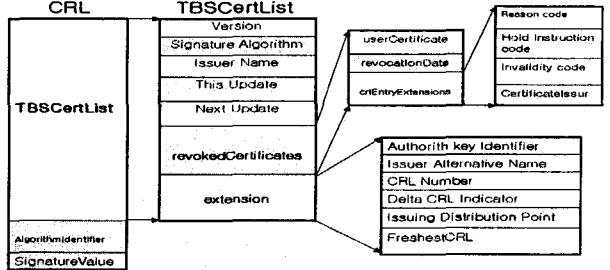 CRL
TBSCertList
TBSCertList
AlgorithmIdentifier
SignatureValue
Version
Signature Algorithm
Issuer Name
This Update
Next Update
revokedCertificates
extension
userCertificate
revocationDate
crlEntryExtensions
Reason code
Hold Instruction
code
Invalidity code
CertificateIssur
Authorith key Identifier
Issuer Alternative Name
CRL Number
Delta CRL Indicator
Issuing Distribution Point
FreshestCRL